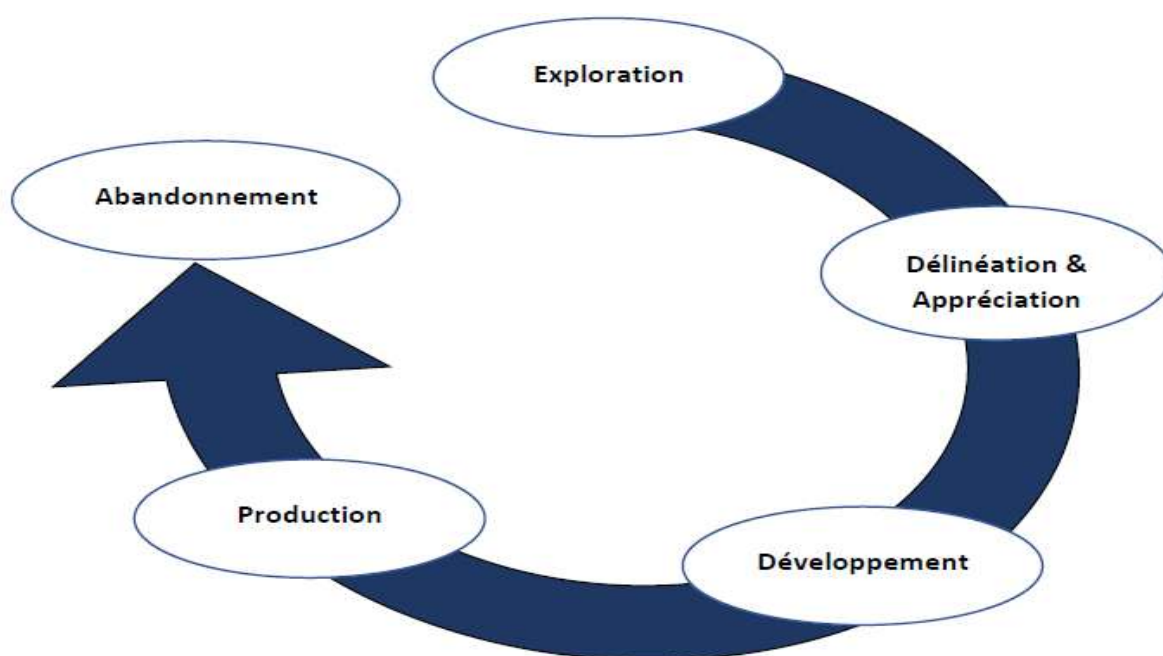 Exploration
Délinéation &
Appréciation
Développement
Production
Abandonnement